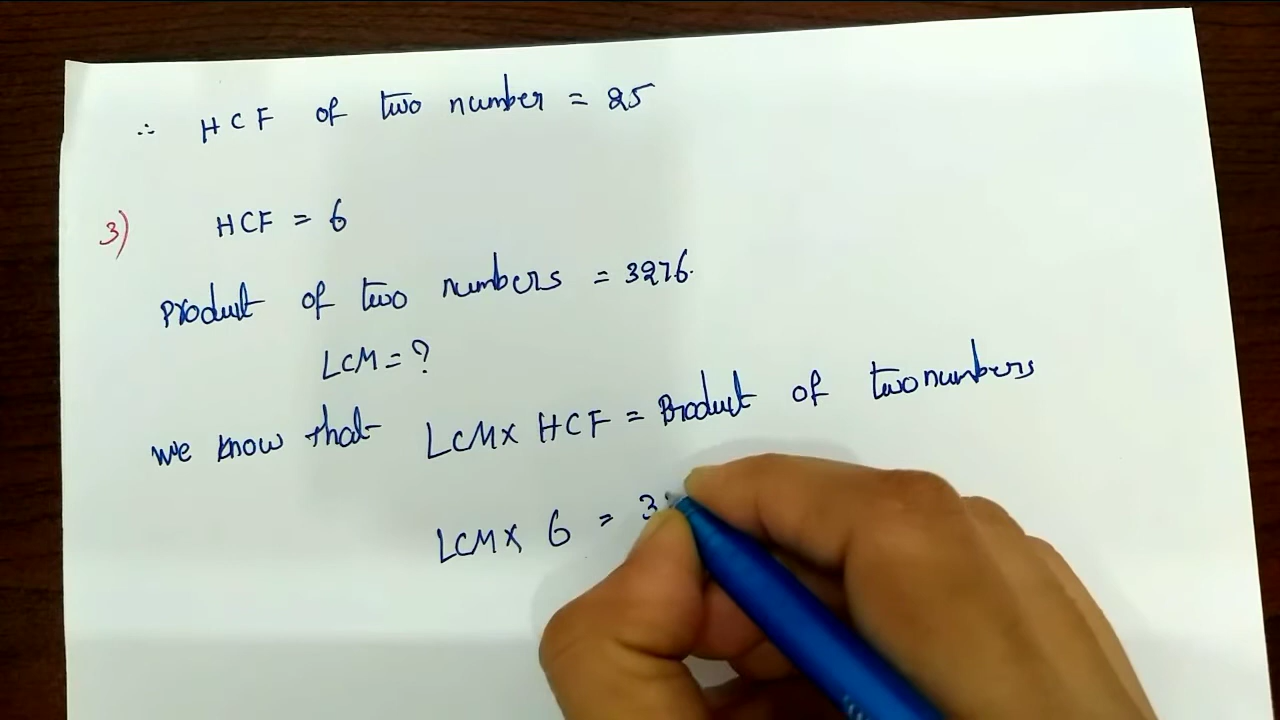 ∴ HCF of two number = 25
3) HCF = 6
Product of two numbers = 3276.
LCM = ?
We know that LCM x HCF = Product of two numbers
LCM x 6 = 3